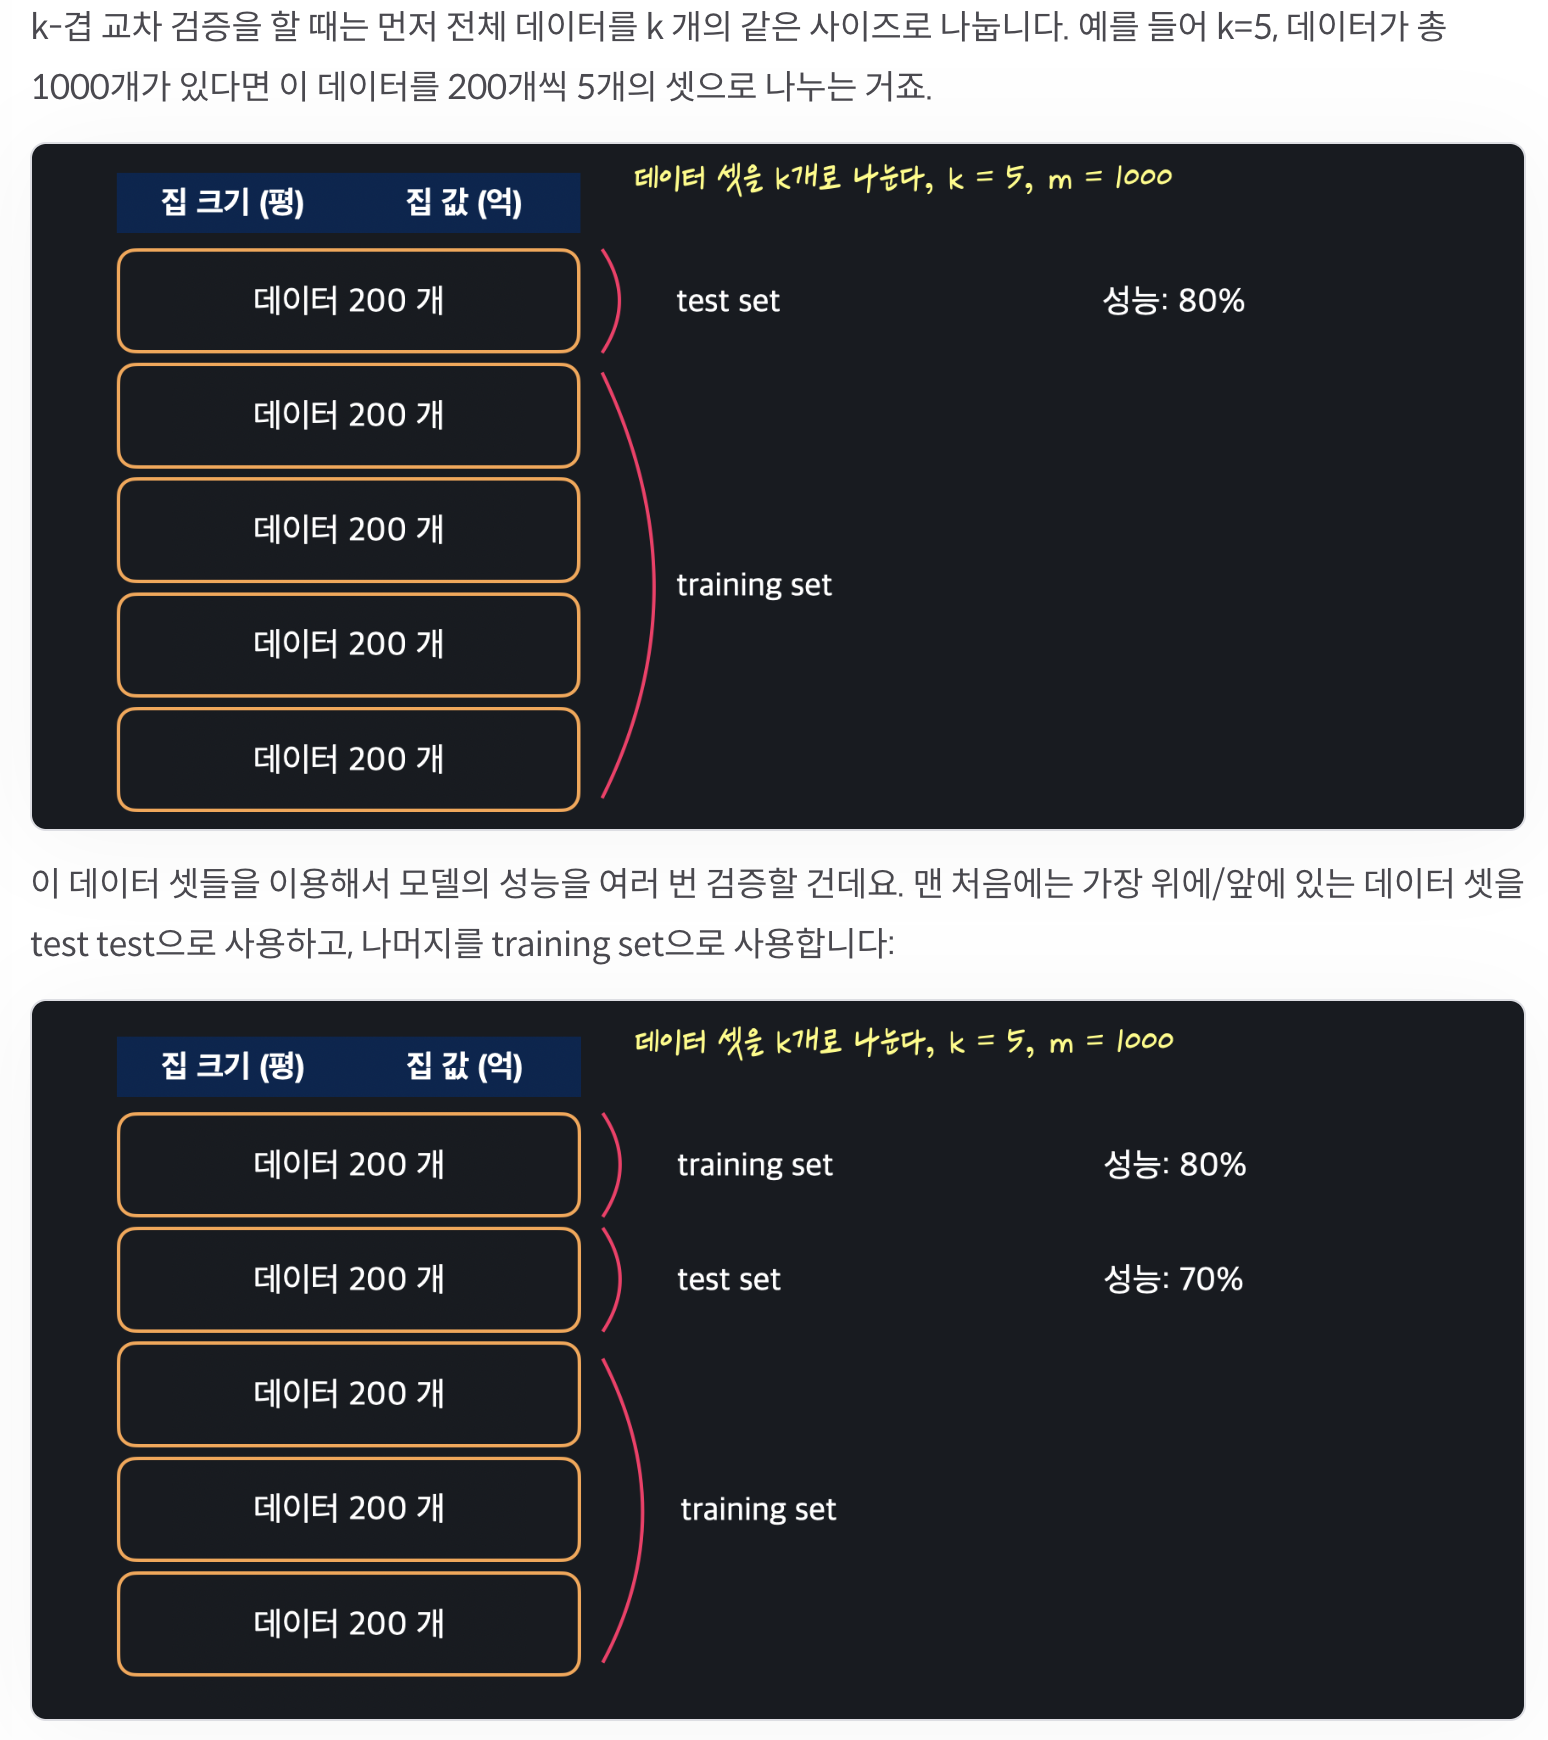 k-겹 교차 검증을 할 때는 먼저 전체 데이터를 k 개의 같은 사이즈로 나눕니다. 예를 들어 k=5, 데이터가 총
1000개가 있다면 이 데이터를 200개씩 5개의 셋으로 나누는 거죠.
데이터 셋을 k개로 나눈다, k = 5, m = 1000
집 크기 (평) 집 값 (억)
데이터 200 개 test set 성능: 80%
데이터 200 개
데이터 200 개
training set
데이터 200 개
데이터 200 개
이 데이터 셋들을 이용해서 모델의 성능을 여러 번 검증할 건데요. 맨 처음에는 가장 위에/앞에 있는 데이터 셋을
test test으로 사용하고, 나머지를 training set으로 사용합니다:
데이터 셋을 k개로 나눈다, k = 5, m = 1000
집 크기 (평) 집 값 (억)
데이터 200 개 training set 성능: 80%
데이터 200 개 test set 성능: 70%
데이터 200 개
데이터 200 개 training set
데이터 200 개